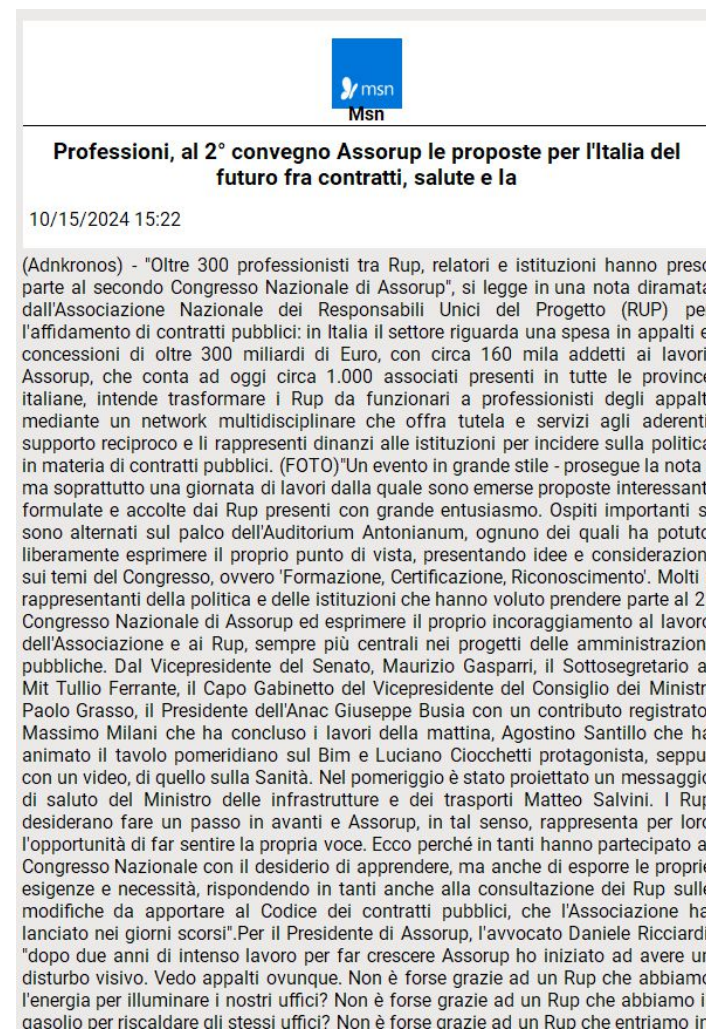 msn
Msn
Professioni, al 2° convegno Assorup le proposte per l'Italia del
futuro fra contratti, salute e la
10/15/2024 15:22
(Adnkronos) - "Oltre 300 professionisti tra Rup, relatori e istituzioni hanno preso
parte al secondo Congresso Nazionale di Assorup", si legge in una nota diramata
dall'Associazione Nazionale dei Responsabili Unici del Progetto (RUP) pe
l'affidamento di contratti pubblici: in Italia il settore riguarda una spesa in appalti e
concessioni di oltre 300 miliardi di Euro, con circa 160 mila addetti ai lavori
Assorup, che conta ad oggi circa 1.000 associati presenti in tutte le province
italiane, intende trasformare i Rup da funzionari a professionisti degli appalt
mediante un network multidisciplinare che offra tutela e servizi agli aderenti
supporto reciproco e li rappresenti dinanzi alle istituzioni per incidere sulla politica
in materia di contratti pubblici. (FOTO)"Un evento in grande stile - prosegue la nota
ma soprattutto una giornata di lavori dalla quale sono emerse proposte interessant
formulate e accolte dai Rup presenti con grande entusiasmo. Ospiti importanti s
sono alternati sul palco dell'Auditorium Antonianum, ognuno dei quali ha potuto
liberamente esprimere il proprio punto di vista, presentando idee e considerazion
sui temi del Congresso, ovvero 'Formazione, Certificazione, Riconoscimento'. Molti
rappresentanti della politica e delle istituzioni che hanno voluto prendere parte al 2
Congresso Nazionale di Assorup ed esprimere il proprio incoraggiamento al lavoro
dell'Associazione e ai Rup, sempre più centrali nei progetti delle amministrazion
pubbliche. Dal Vicepresidente del Senato, Maurizio Gasparri, il Sottosegretario a
Mit Tullio Ferrante, il Capo Gabinetto del Vicepresidente del Consiglio dei Ministr
Paolo Grasso, il Presidente dell'Anac Giuseppe Busia con un contributo registrato
Massimo Milani che ha concluso i lavori della mattina, Agostino Santillo che ha
animato il tavolo pomeridiano sul Bim e Luciano Ciocchetti protagonista, seppu
con un video, di quello sulla Sanità. Nel pomeriggio è stato proiettato un messaggio
di saluto del Ministro delle infrastrutture e dei trasporti Matteo Salvini. I Rup
desiderano fare un passo in avanti e Assorup, in tal senso, rappresenta per loro
l'opportunità di far sentire la propria voce. Ecco perché in tanti hanno partecipato a
Congresso Nazionale con il desiderio di apprendere, ma anche di esporre le proprie
esigenze e necessità, rispondendo in tanti anche alla consultazione dei Rup sulle
modifiche da apportare al Codice dei contratti pubblici, che l'Associazione ha
lanciato nei giorni scorsi".Per il Presidente di Assorup, l'avvocato Daniele Ricciardi
"dopo due anni di intenso lavoro per far crescere Assorup ho iniziato ad avere un
disturbo visivo. Vedo appalti ovunque. Non è forse grazie ad un Rup che abbiamo
l'energia per illuminare i nostri uffici? Non è forse grazie ad un Rup che abbiamo i
gasolio per riscaldare gli stessi uffici? Non è forse grazie ad un Rup che entriamo in